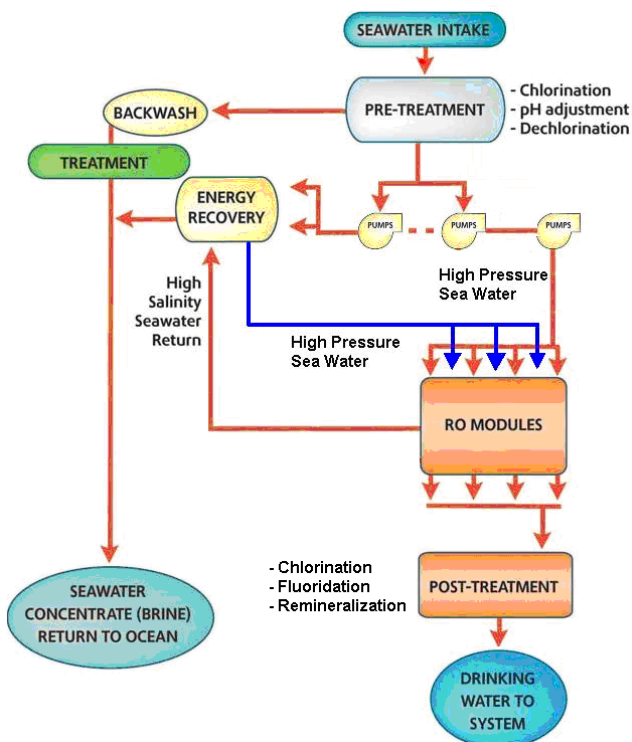 SEAWATER INTAKE
PRE-TREATMENT
- Chlorination
- pH adjustment
- Dechlorination
BACKWASH
TREATMENT
ENERGY
RECOVERY
PUMPS
PUMPS
PUMPS
High
Salinity
Seawater
Return
High Pressure
Sea Water
High Pressure
Sea Water
RO MODULES
- Chlorination
- Fluoridation
- Remineralization
POST-TREATMENT
SEAWATER
CONCENTRATE (BRINE)
RETURN TO OCEAN
DRINKING
WATER TO
SYSTEM